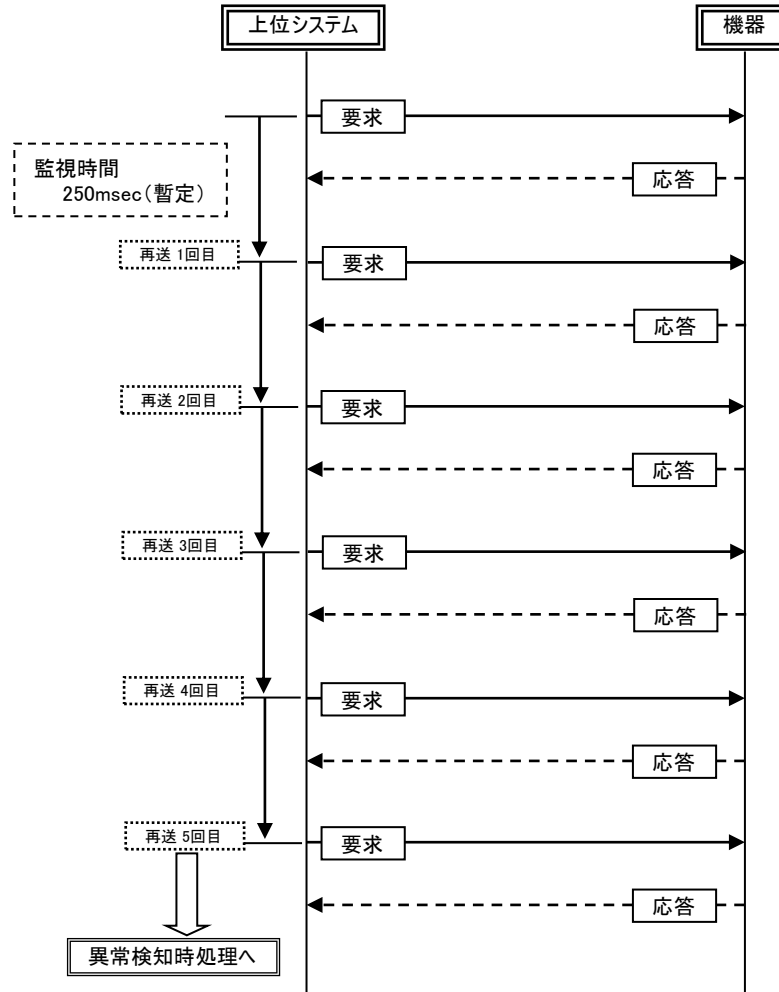 上位システム
機器
要求
監視時間
250msec(暫定)
応答
再送 1回目
要求
応答
再送 2回目
要求
応答
再送 3回目
要求
応答
再送 4回目
要求
応答
再送 5回目
要求
応答
異常検知時処理へ